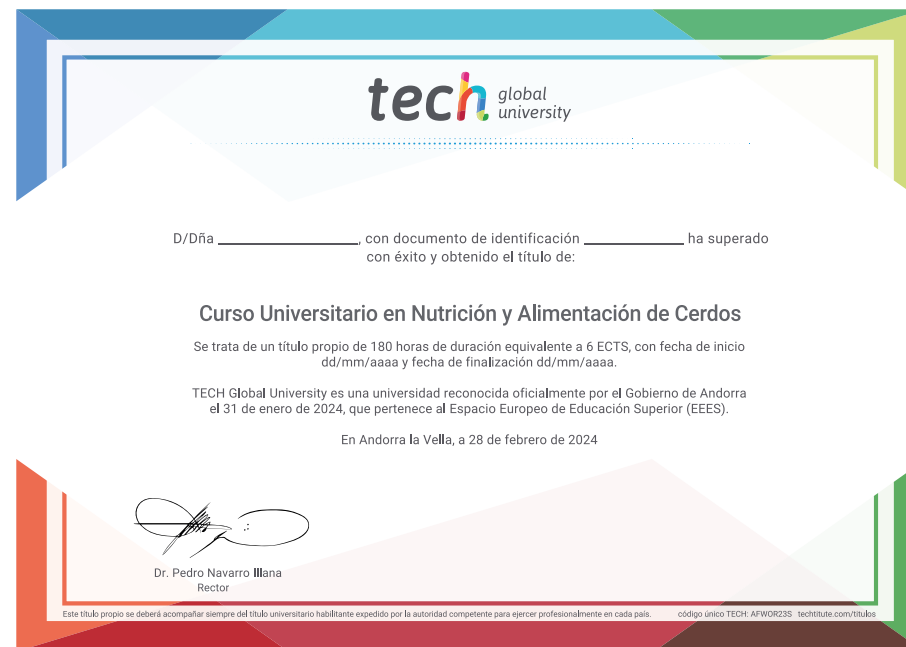 tech global university
D/Dña ____________________, con documento de identificación ______________ ha superado
con éxito y obtenido el título de:
Curso Universitario en Nutrición y Alimentación de Cerdos
Se trata de un título propio de 180 horas de duración equivalente a 6 ECTS, con fecha de inicio
dd/mm/aaaa y fecha de finalización dd/mm/aaaa.
TECH Global University es una universidad reconocida oficialmente por el Gobierno de Andorra
el 31 de enero de 2024, que pertenece al Espacio Europeo de Educación Superior (EEES).
En Andorra la Vella, a 28 de febrero de 2024
Dr. Pedro Navarro Illana
Rector
Este título propio se deberá acompañar siempre del título universitario habilitante expedido por la autoridad competente para ejercer profesionalmente en cada país. código único TECH: AFWOR23S techtitute.com/titulos